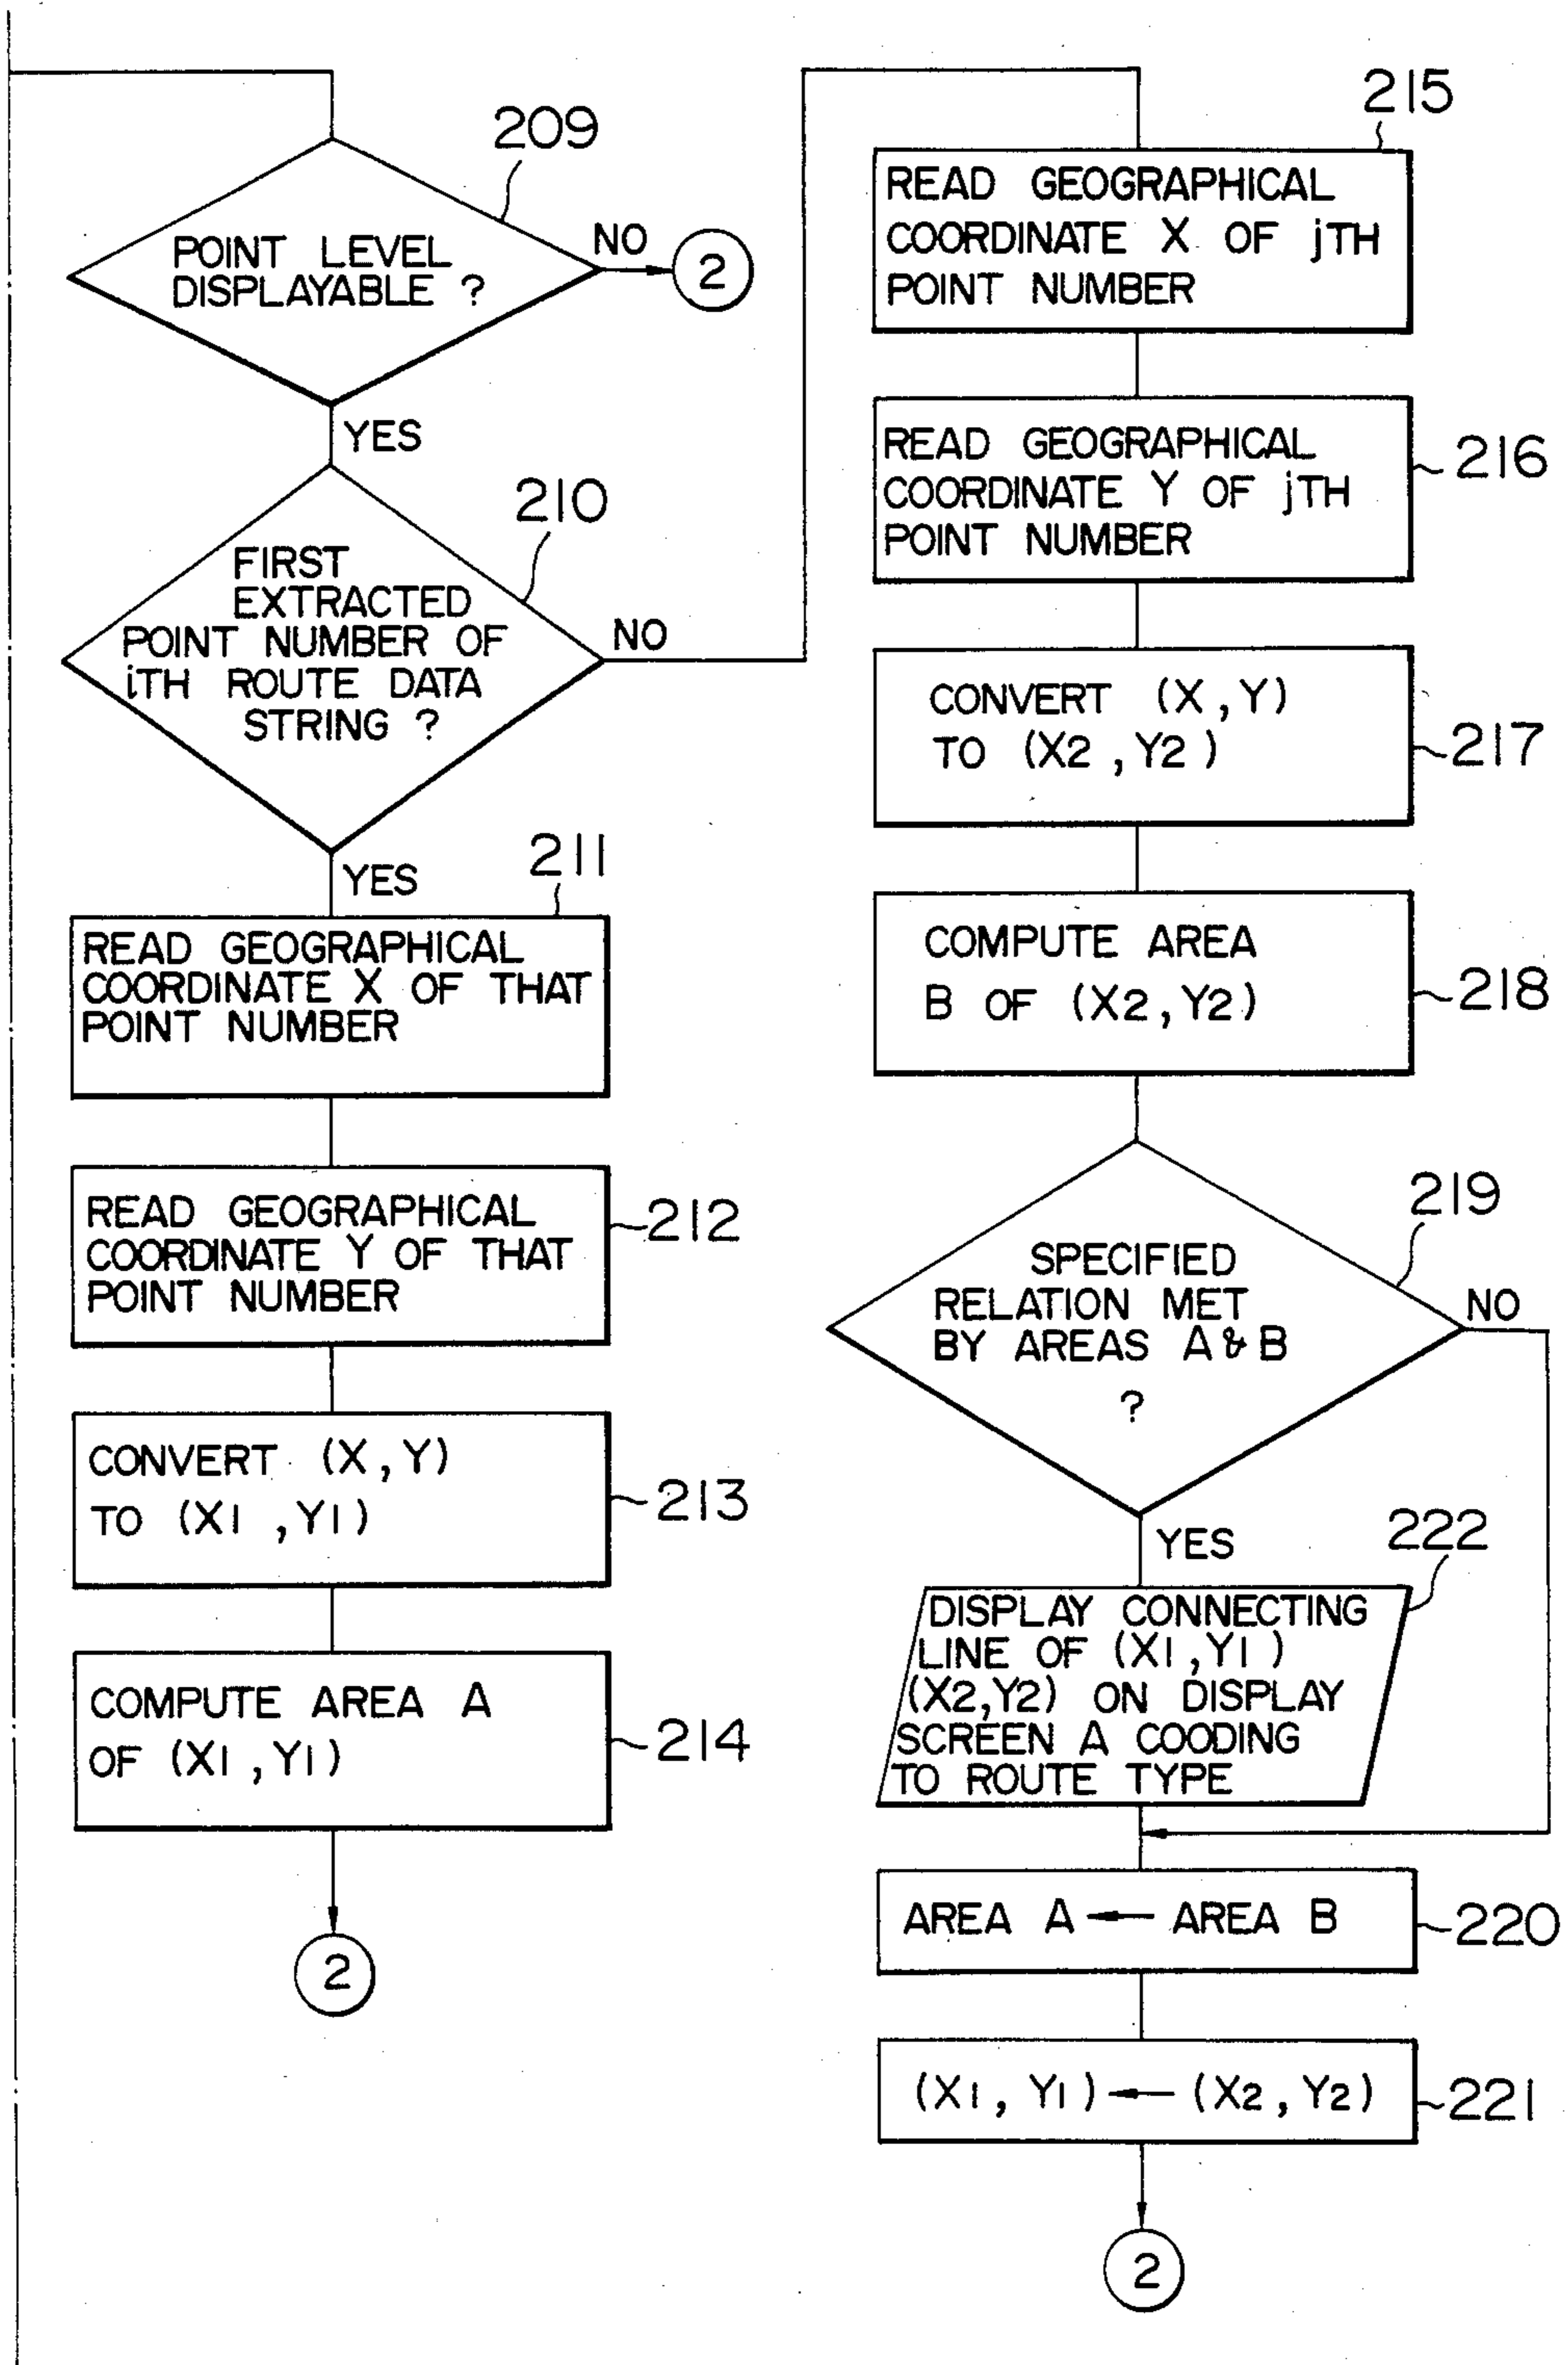 209
POINT LEVEL
DISPLAYABLE ?
NO
2
YES
210
FIRST
EXTRACTED
POINT NUMBER OF
iTH ROUTE DATA
STRING ?
NO
YES
211
READ GEOGRAPHICAL
COORDINATE X OF THAT
POINT NUMBER
READ GEOGRAPHICAL
COORDINATE Y OF THAT
POINT NUMBER
212
CONVERT (X,Y)
TO (X1,Y1)
213
COMPUTE AREA A
OF (X1,Y1)
214
2
215
READ GEOGRAPHICAL
COORDINATE X OF jTH
POINT NUMBER
READ GEOGRAPHICAL
COORDINATE Y OF jTH
POINT NUMBER
216
CONVERT (X,Y)
TO (X2,Y2)
217
COMPUTE AREA
B OF (X2,Y2)
218
219
SPECIFIED
RELATION MET
BY AREAS A & B
?
NO
YES
222
DISPLAY CONNECTING
LINE OF (X1,Y1)
(X2,Y2) ON DISPLAY
SCREEN A COODING
TO ROUTE TYPE
AREA A ← AREA B
220
(X1, Y1) ← (X2, Y2)
221
2